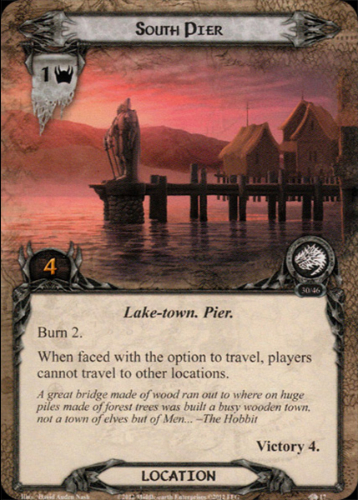 SOUTH PIER
1
4
30/46
Lake-town. Pier.
Burn 2.
When faced with the option to travel, players
cannot travel to other locations.
A great bridge made of wood ran out to where on huge
piles made of forest trees was built a busy wooden town,
not a town of elves but of Men... –The Hobbit
Victory 4.
LOCATION